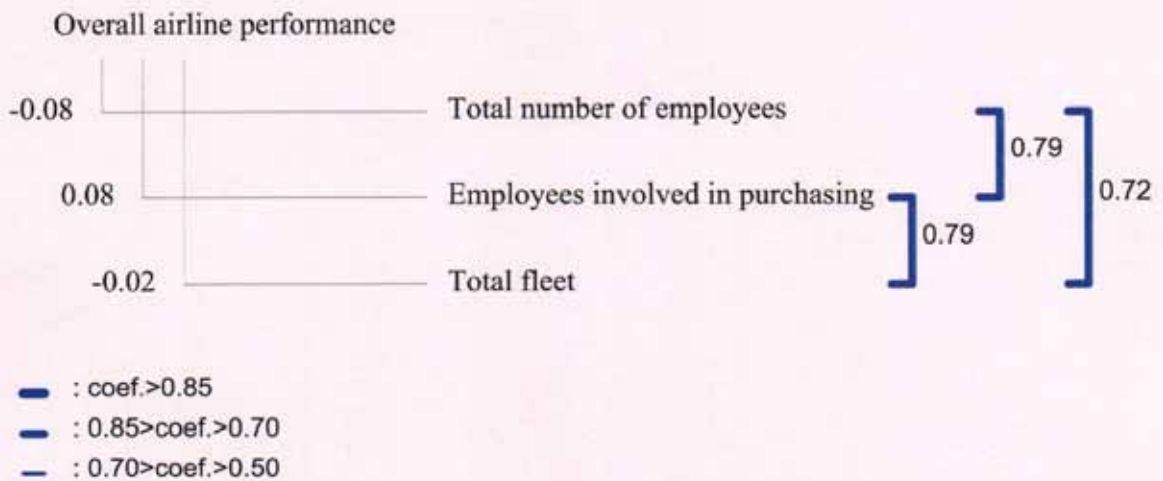 Overall airline performance
-0.08 Total number of employees
0.79
0.08 Employees involved in purchasing 0.72
0.79
-0.02 Total fleet
: coef.>0.85
: 0.85>coef.>0.70
: 0.70>coef.>0.50